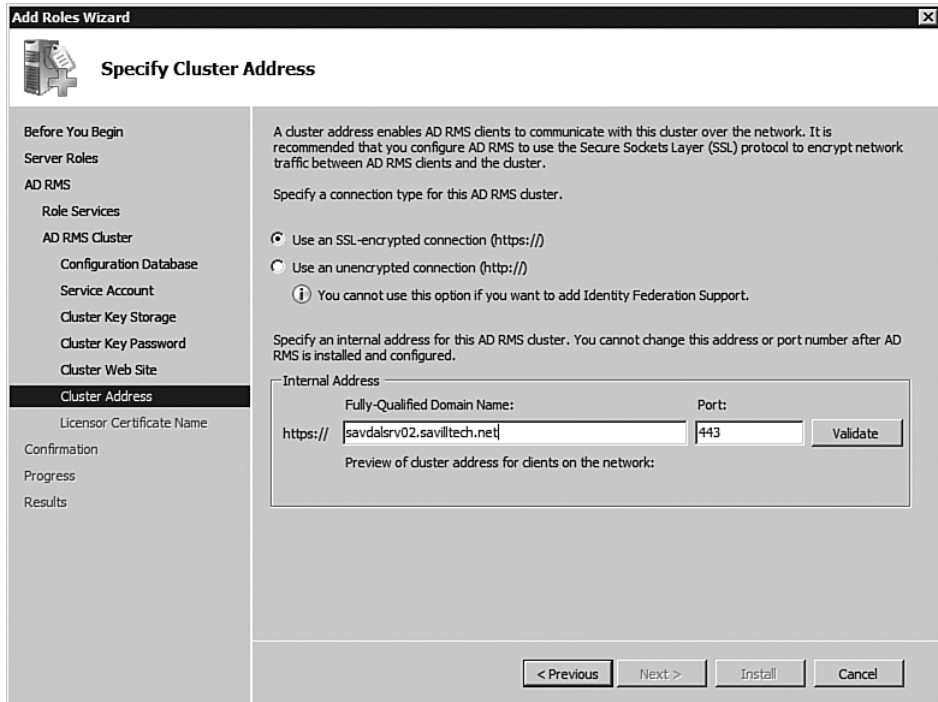 Add Roles Wizard
Specify Cluster Address
Before You Begin
Server Roles
AD RMS
Role Services
AD RMS Cluster
Configuration Database
Service Account
Cluster Key Storage
Cluster Key Password
Cluster Web Site
Cluster Address
Licensor Certificate Name
Confirmation
Progress
Results
A cluster address enables AD RMS clients to communicate with this cluster over the network. It is
recommended that you configure AD RMS to use the Secure Sockets Layer (SSL) protocol to encrypt network
traffic between AD RMS clients and the cluster.
Specify a connection type for this AD RMS cluster.
Use an SSL-encrypted connection (https://)
Use an unencrypted connection (http://)
You cannot use this option if you want to add Identity Federation Support.
Specify an internal address for this AD RMS cluster. You cannot change this address or port number after AD
RMS is installed and configured.
Internal Address
Fully-Qualified Domain Name: Port:
https:// savdalsrv02.savilltech.net 443 Validate
Preview of cluster address for clients on the network:
< Previous Next > Install Cancel